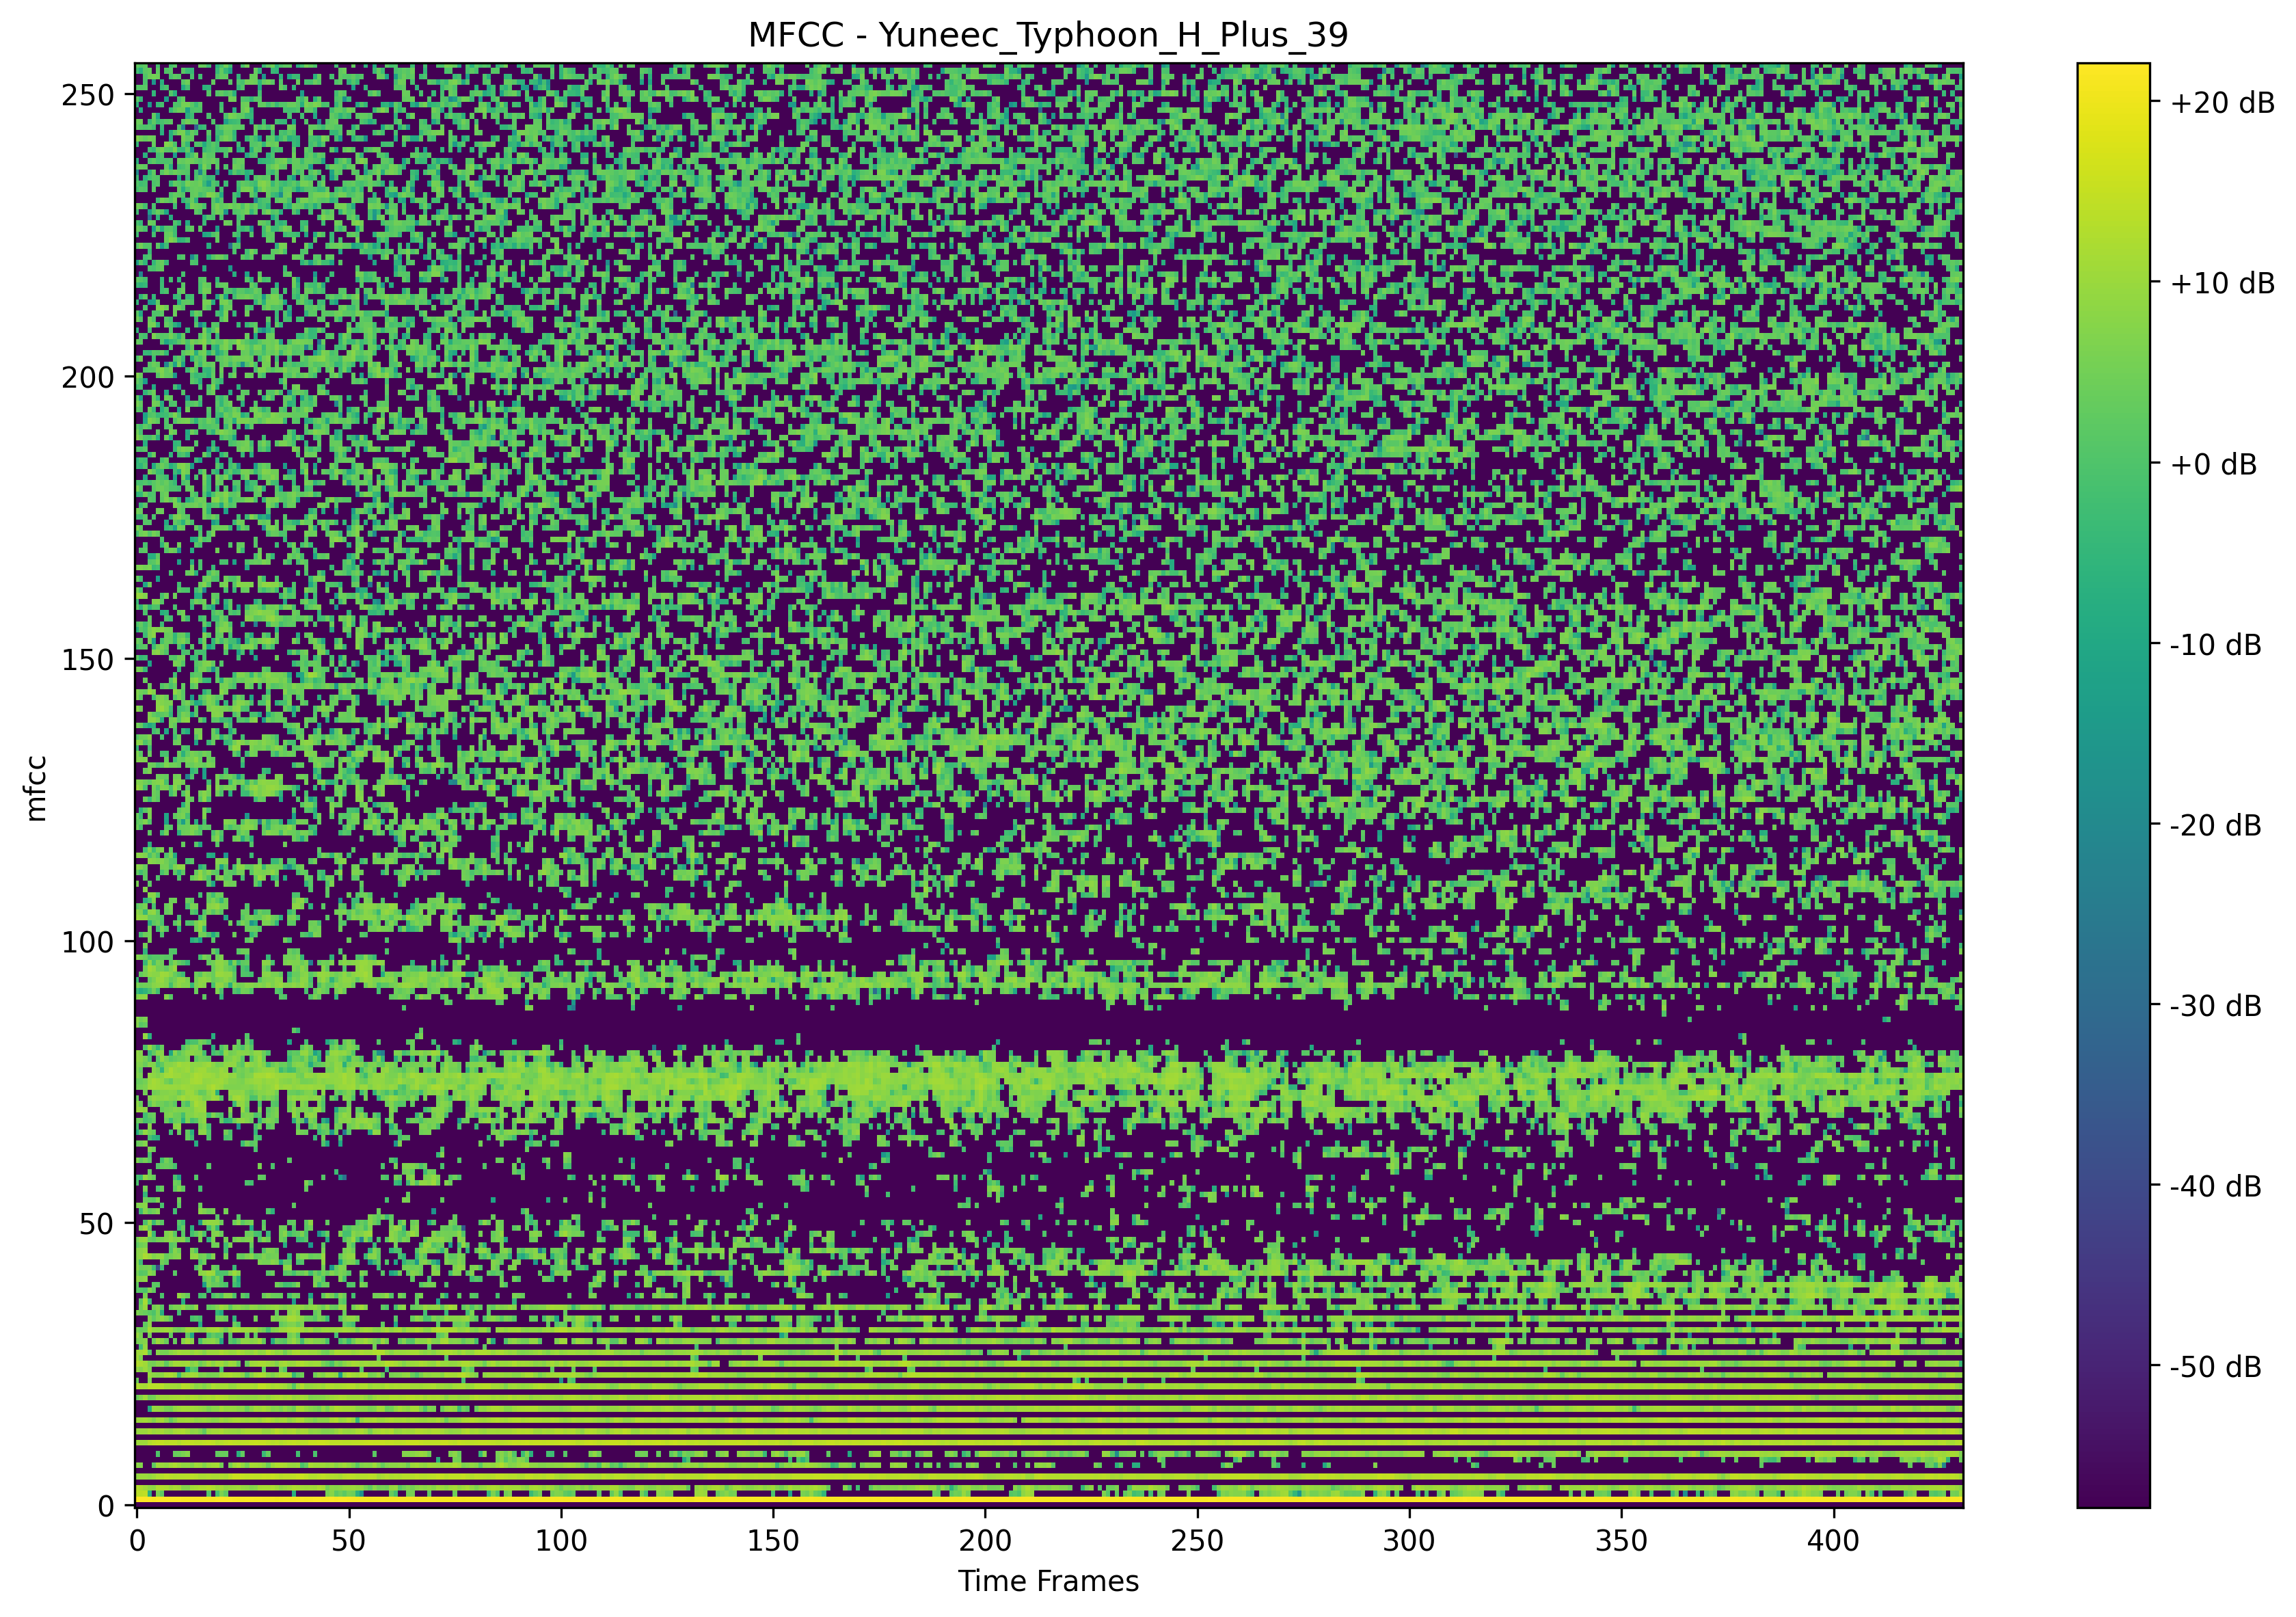 MFCC - Yuneec_Typhoon_H_Plus_39
mfcc
250
200
150
100
50
0
0 50 100 150 200 250 300 350 400
Time Frames
+20 dB
+10 dB
+0 dB
-10 dB
-20 dB
-30 dB
-40 dB
-50 dB